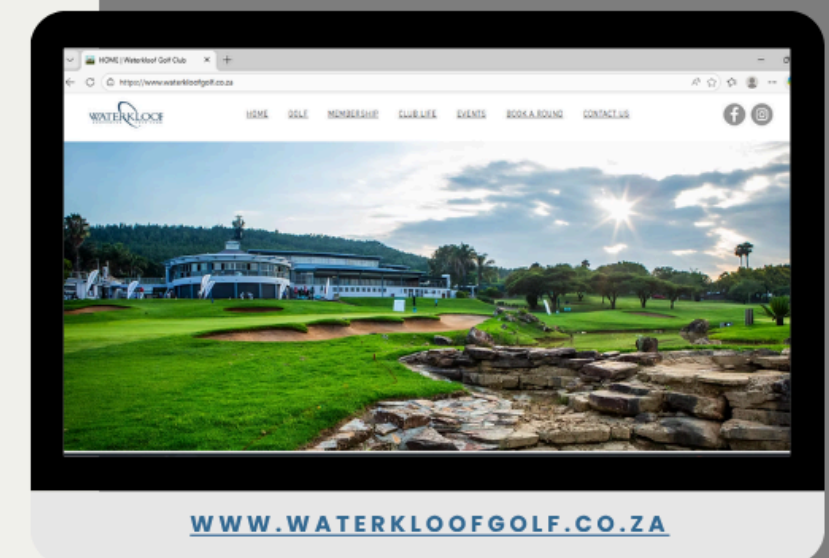 HOME | Waterkloof Golf Club
https://www.waterkloofgolf.co.za
WATERKLOOF
HOME GOLF MEMBERSHIP CLUB LIFE EVENTS BOOK A ROUND CONTACT US
WWW.WATERKLOOFGOLF.CO.ZA